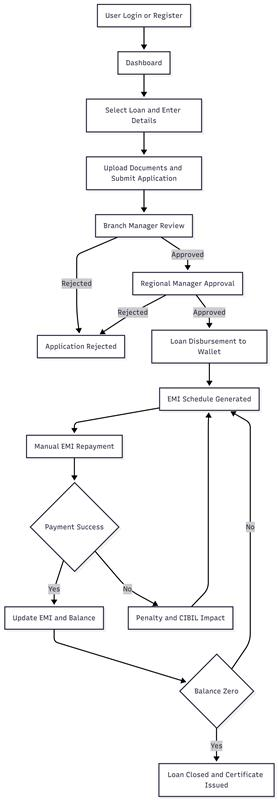 User Login or Register
Dashboard
Select Loan and Enter
Details
Upload Documents and
Submit Application
Branch Manager Review
Approved
Rejected
Regional Manager Approval
Rejected
Approved
Application Rejected
Loan Disbursement to
Wallet
EMI Schedule Generated
Manual EMI Repayment
Payment Success
No
Yes
No
Update EMI and Balance
Penalty and CIBIL Impact
Balance Zero
Yes
Loan Closed and Certificate
Issued